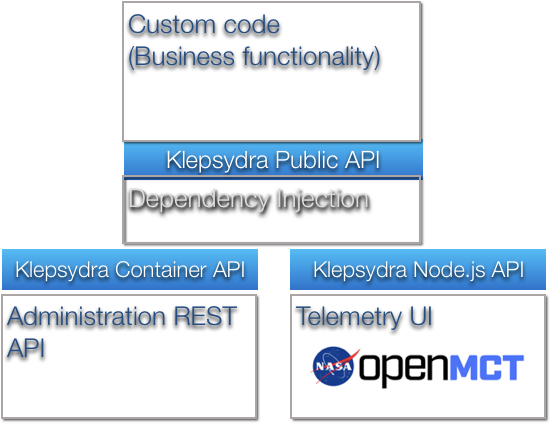 Custom code
(Business functionality)
Klepsydra Public API
Dependency Injection
Klepsydra Container API
Klepsydra Node.js API
Administration REST
API
Telemetry UI
NASA openMCT